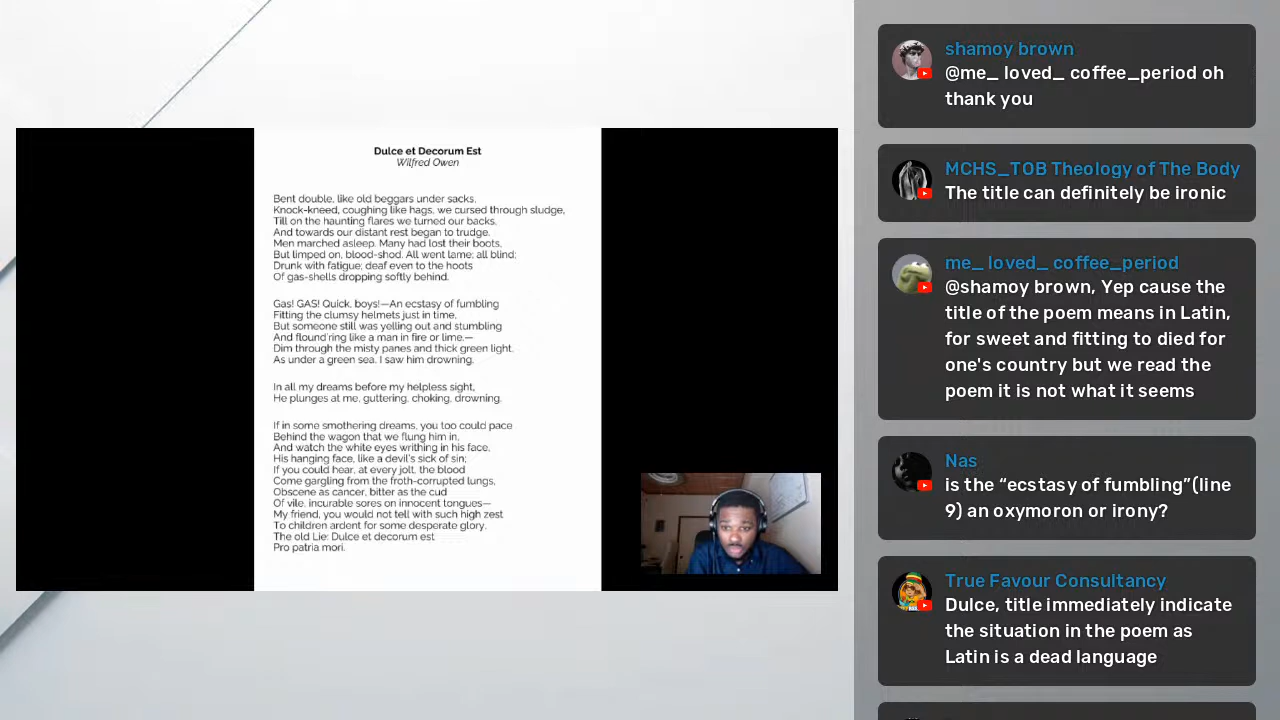 Dulce et Decorum Est
Wilfred Owen
Bent double, like old beggars under sacks,
Knock-kneed, coughing like hags, we cursed through sludge,
Till on the haunting flares we turned our backs,
And towards our distant rest began to trudge.
Men marched asleep. Many had lost their boots,
But limped on, blood-shod. All went lame; all blind;
Drunk with fatigue; deaf even to the hoots
Of gas-shells dropping softly behind.
Gas! GAS! Quick, boys!—An ecstasy of fumbling
Fitting the clumsy helmets just in time,
But someone still was yelling out and stumbling
And flound'ring like a man in fire or lime.—
Dim through the misty panes and thick green light,
As under a green sea, I saw him drowning.
In all my dreams before my helpless sight,
He plunges at me, guttering, choking, drowning.
If in some smothering dreams, you too could pace
Behind the wagon that we flung him in,
And watch the white eyes writhing in his face,
His hanging face, like a devil's sick of sin;
If you could hear, at every jolt, the blood
Come gargling from the froth-corrupted lungs,
Obscene as cancer, bitter as the cud
Of vile, incurable sores on innocent tongues—
My friend, you would not tell with such high zest
To children ardent for some desperate glory,
The old Lie: Dulce et decorum est
Pro patria mori.
shamoy brown
@me_ loved_ coffee_period oh
thank you
MCHS_TOB Theology of The Body
The title can definitely be ironic
me_ loved_ coffee_period
@shamoy brown, Yep cause the
title of the poem means in Latin,
for sweet and fitting to died for
one's country but we read the
poem it is not what it seems
Nas
is the “ecstasy of fumbling”(line
9) an oxymoron or irony?
True Favour Consultancy
Dulce, title immediately indicate
the situation in the poem as
Latin is a dead language